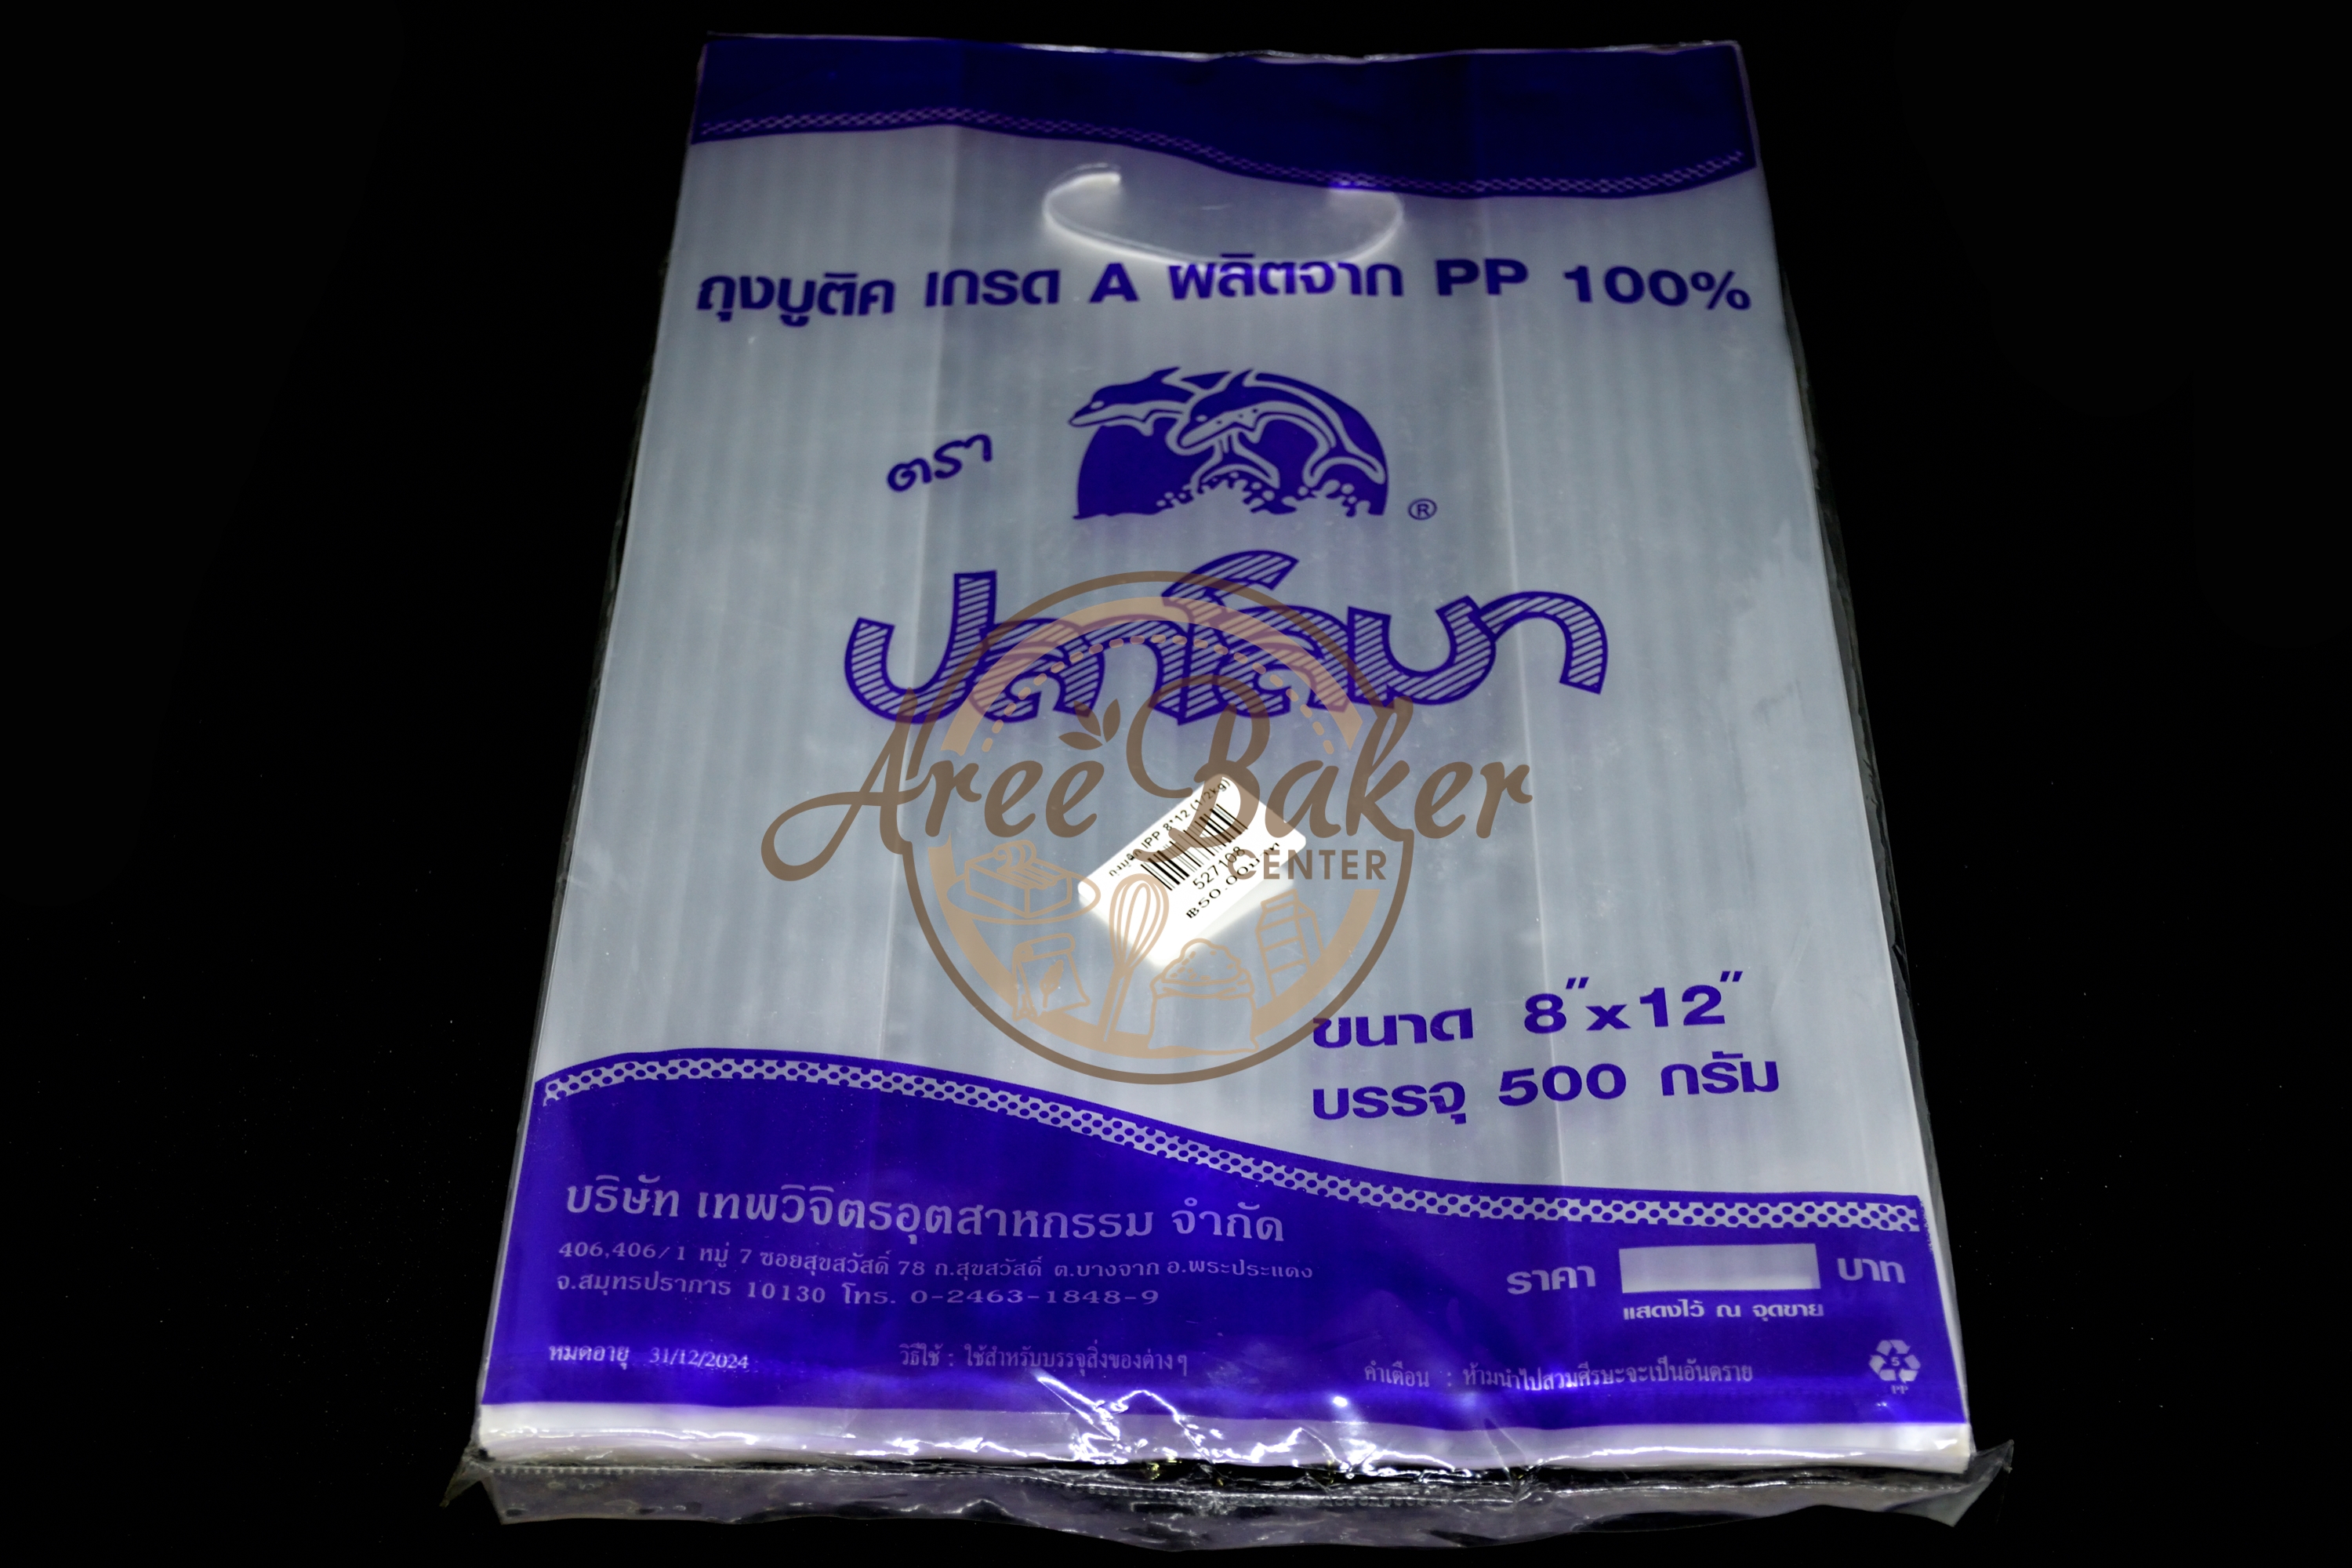 ถุงบูติค เกรด A ผลิตจาก PP 100%
ตรา
®
ปลาโลมา
Aree Baker
CENTER
PP 8*12 (1/2kg)
527108
฿50.00
ขนาด 8"x12"
บรรจุ 500 กรัม
บริษัท เทพวิจิตรอุตสาหกรรม จำกัด
406,406/1 หมู่ 7 ซอยสุขสวัสดิ์ 78 ถ.สุขสวัสดิ์ ต.บางจาก อ.พระประแดง
จ.สมุทรปราการ 10130 โทร. 0-2463-1848-9
ราคา บาท
แสดงไว้ ณ จุดขาย
หมดอายุ 31/12/2024
วิธีใช้ : ใช้สำหรับบรรจุสิ่งของต่างๆ
คำเตือน : ห้ามนำไปสวมศีรษะจะเป็นอันตราย
5
PP